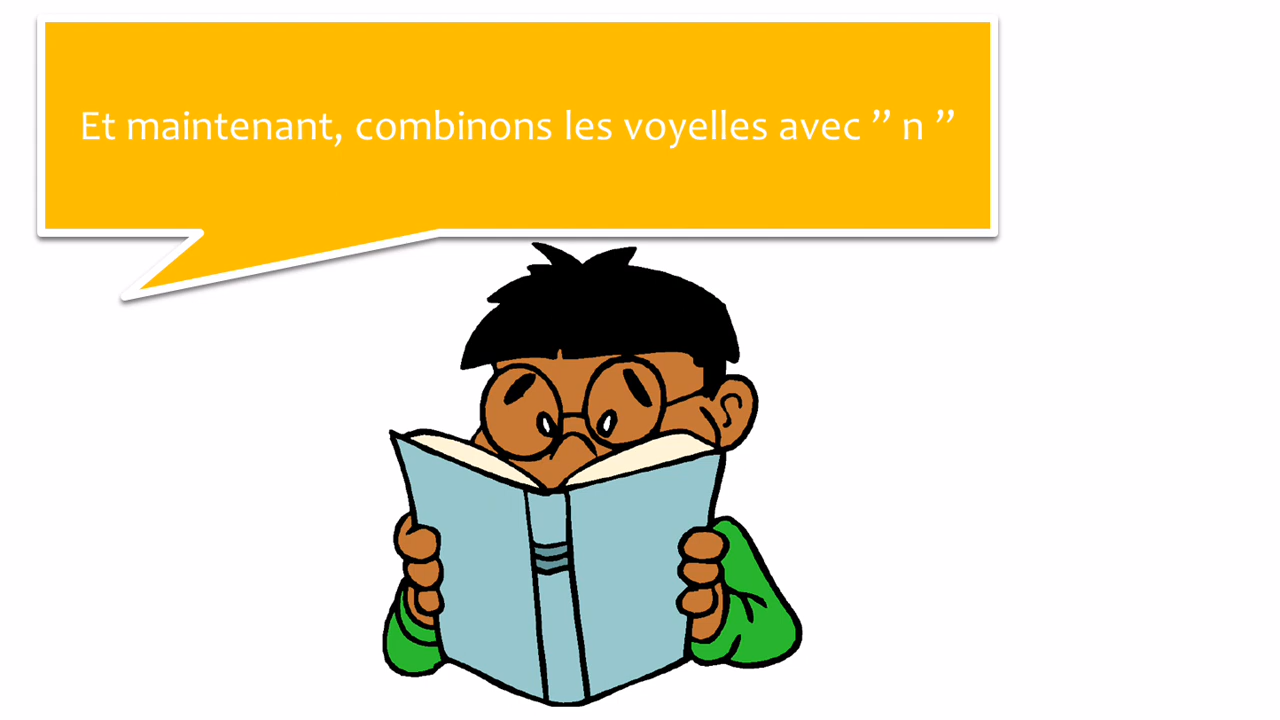 Et maintenant, combinons les voyelles avec ” n ”